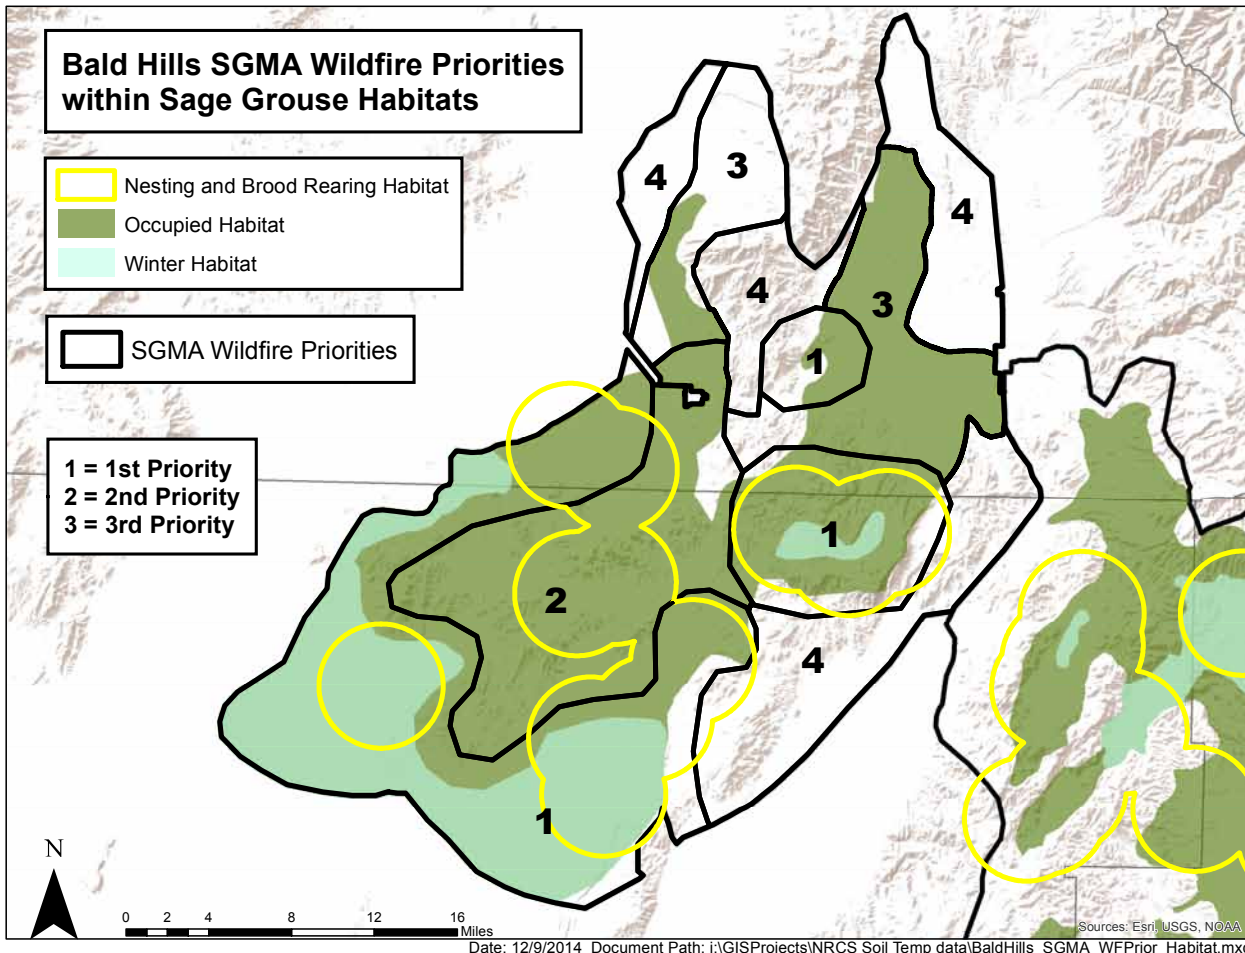 Bald Hills SGMA Wildfire Priorities
within Sage Grouse Habitats
Nesting and Brood Rearing Habitat
Occupied Habitat
Winter Habitat
SGMA Wildfire Priorities
1 = 1st Priority
2 = 2nd Priority
3 = 3rd Priority
4
3
4
4
3
1
1
2
4
1
N
0 2 4 8 12 16
Miles
Sources: Esri, USGS, NOAA
Date: 12/9/2014 Document Path: i:\GISProjects\NRCS Soil Temp data\BaldHills_SGMA_WFPrior_Habitat.mxd